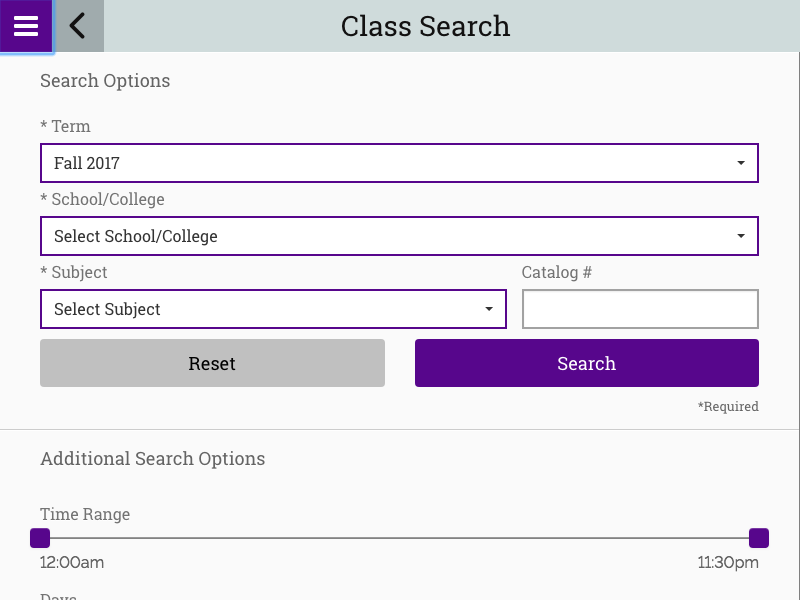 Class Search
Search Options
* Term
Fall 2017
* School/College
Select School/College
* Subject
Catalog #
Select Subject
Reset
Search
*Required
Additional Search Options
Time Range
12:00am
11:30pm
Days